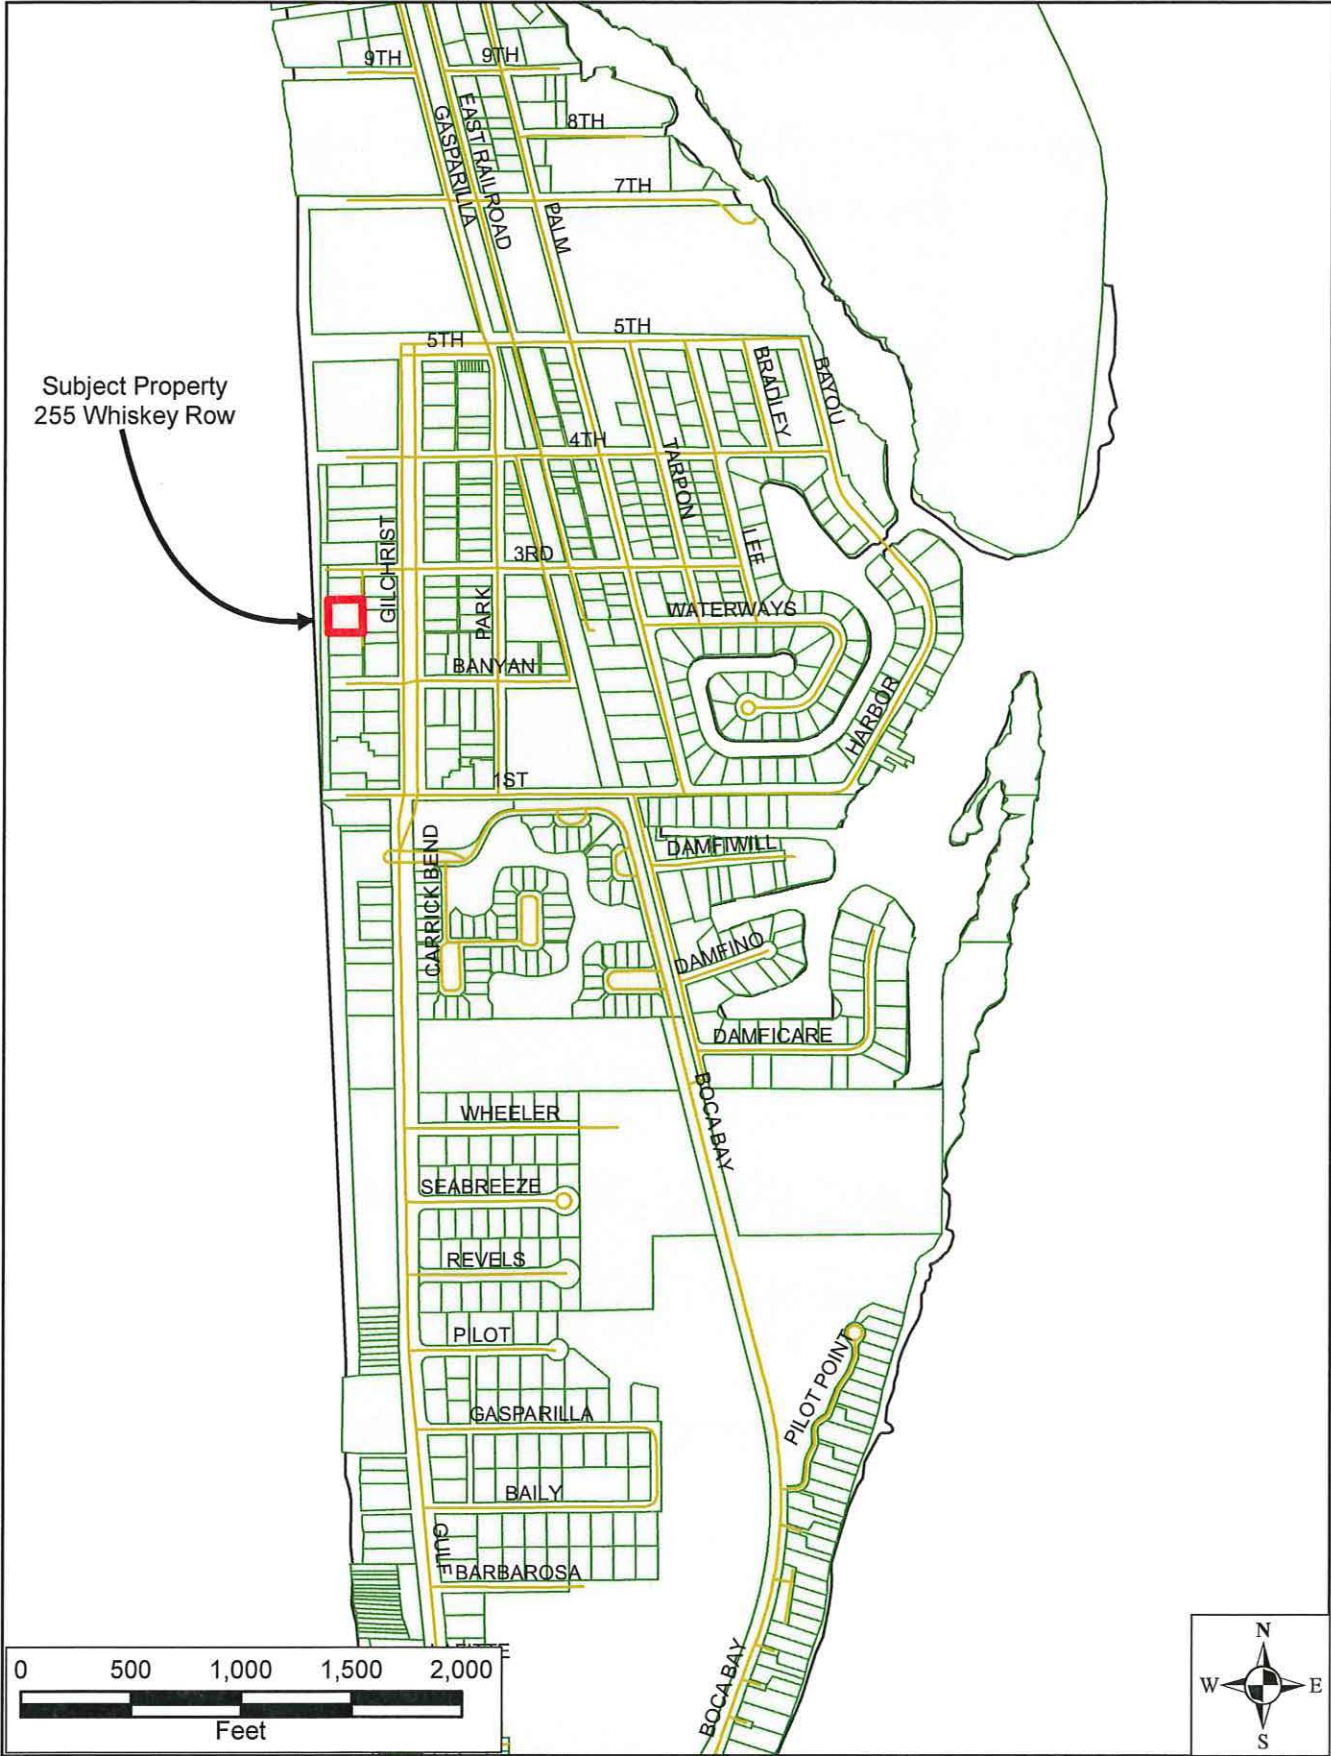 9TH
9TH
EAST RAILROAD
GASPARILLA
8TH
7TH
PALM
5TH
5TH
BRADLEY
BAYOU
Subject Property
255 Whiskey Row
4TH
TARPON
GILCHRIST
3RD
LEE
PARK
WATERWAYS
BANYAN
HARBOR
1ST
CARRICK BEND
DAMFIWILL
DAMFINO
DAMFICARE
BOCA BAY
WHEELER
SEABREEZE
REVELS
PILOT
PILOT POINT
GASPARILLA
BAILY
GULF
BARBAROSA
BOCA BAY
0 500 1,000 1,500 2,000
Feet
N
W E
S